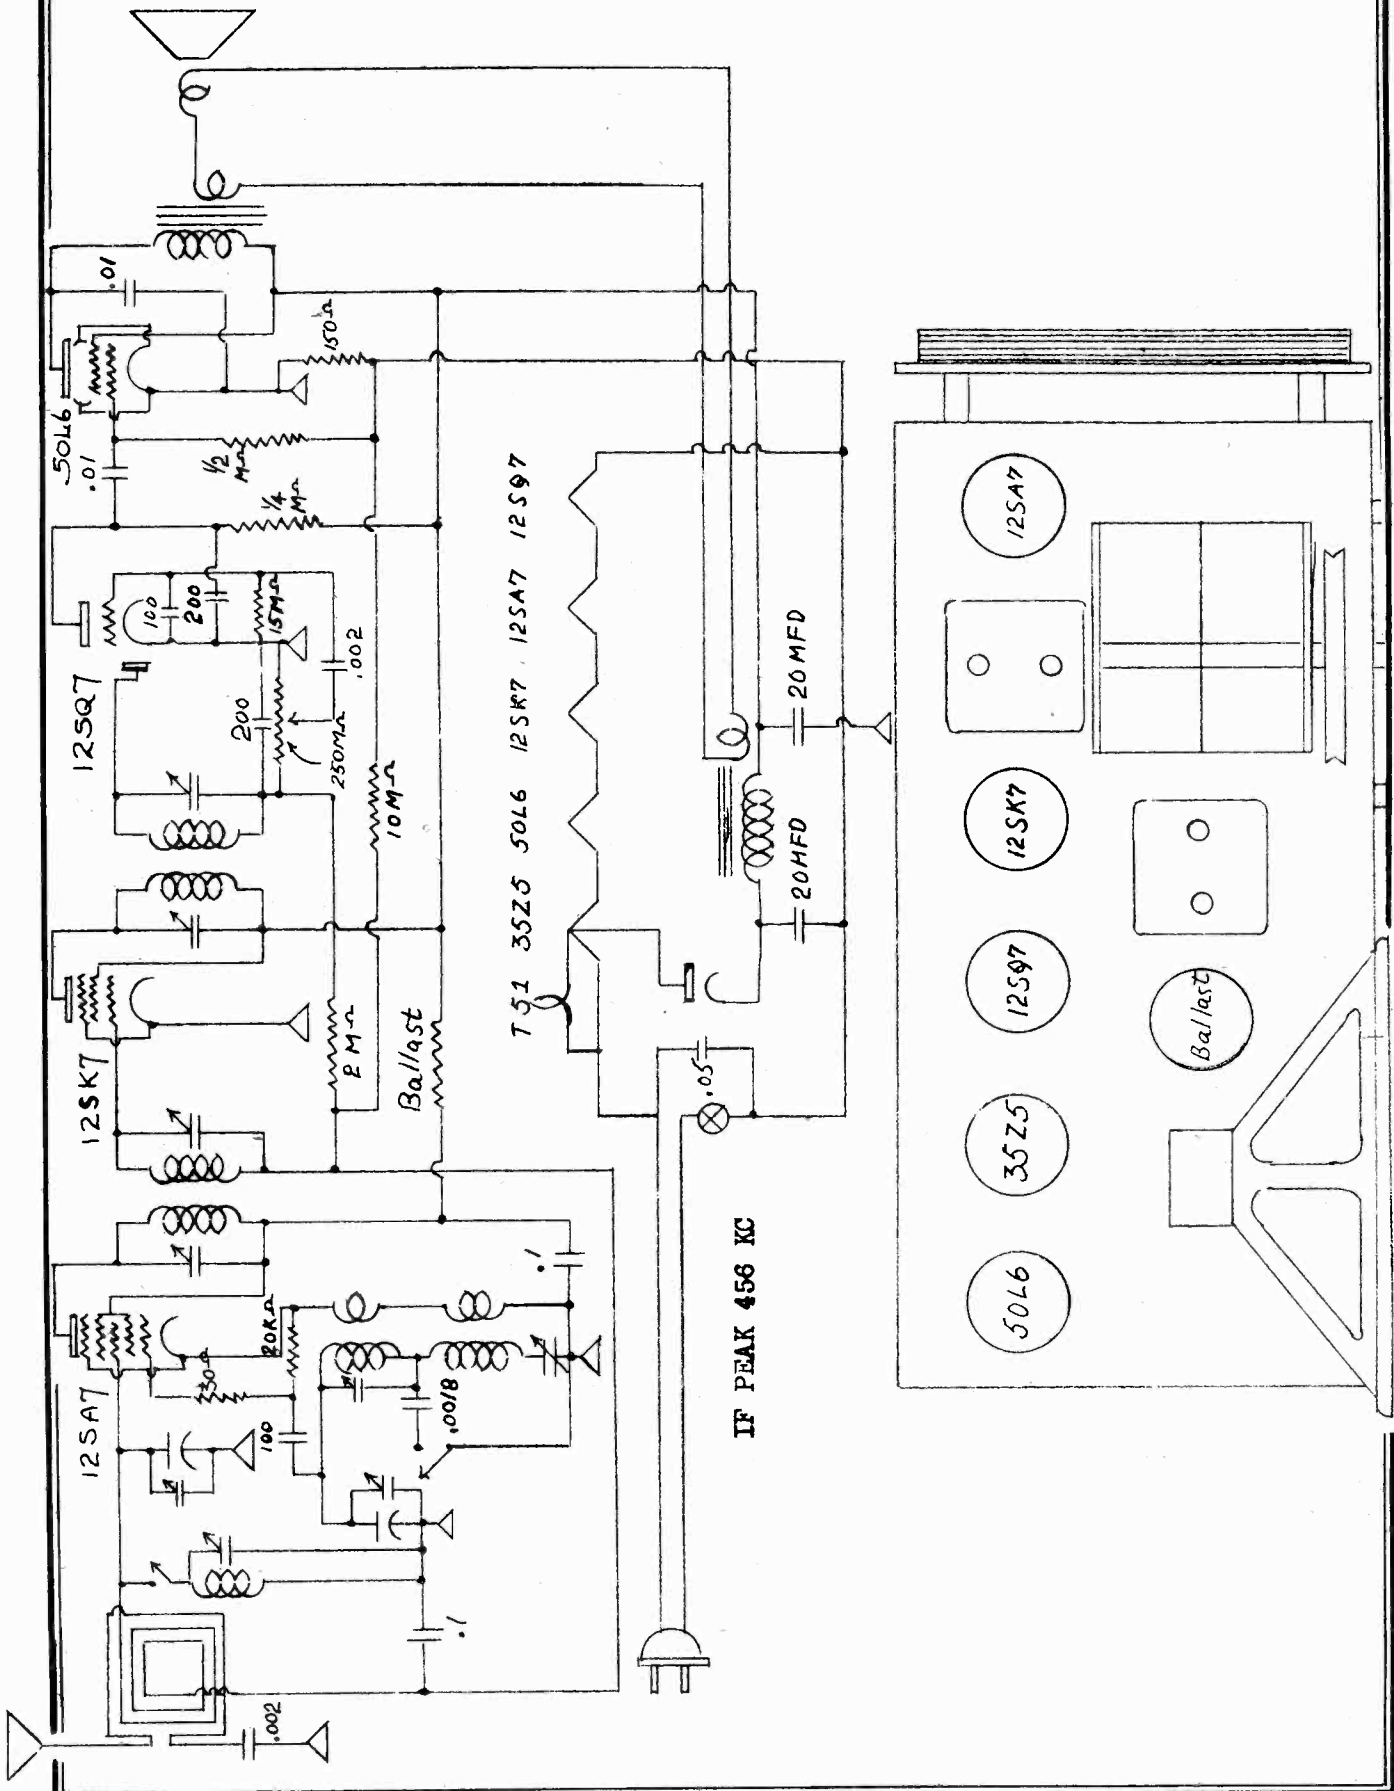 12SA7
12SK7
12SQ7
50L6
.002
.1
100
30Ω
20KΩ
.0018
.1
2 MΩ
Ballast
10MΩ
200
250MΩ
.002
100
200
15MΩ
1/4
MΩ
.01
1/2
MΩ
150Ω
.01
T51 35Z5 50L6 12SK7 12SA7 12SQ7
.05
20MFD
20MFD
IF PEAK 456 KC
50L6
35Z5
12SQ7
12SK7
12SA7
Ballast